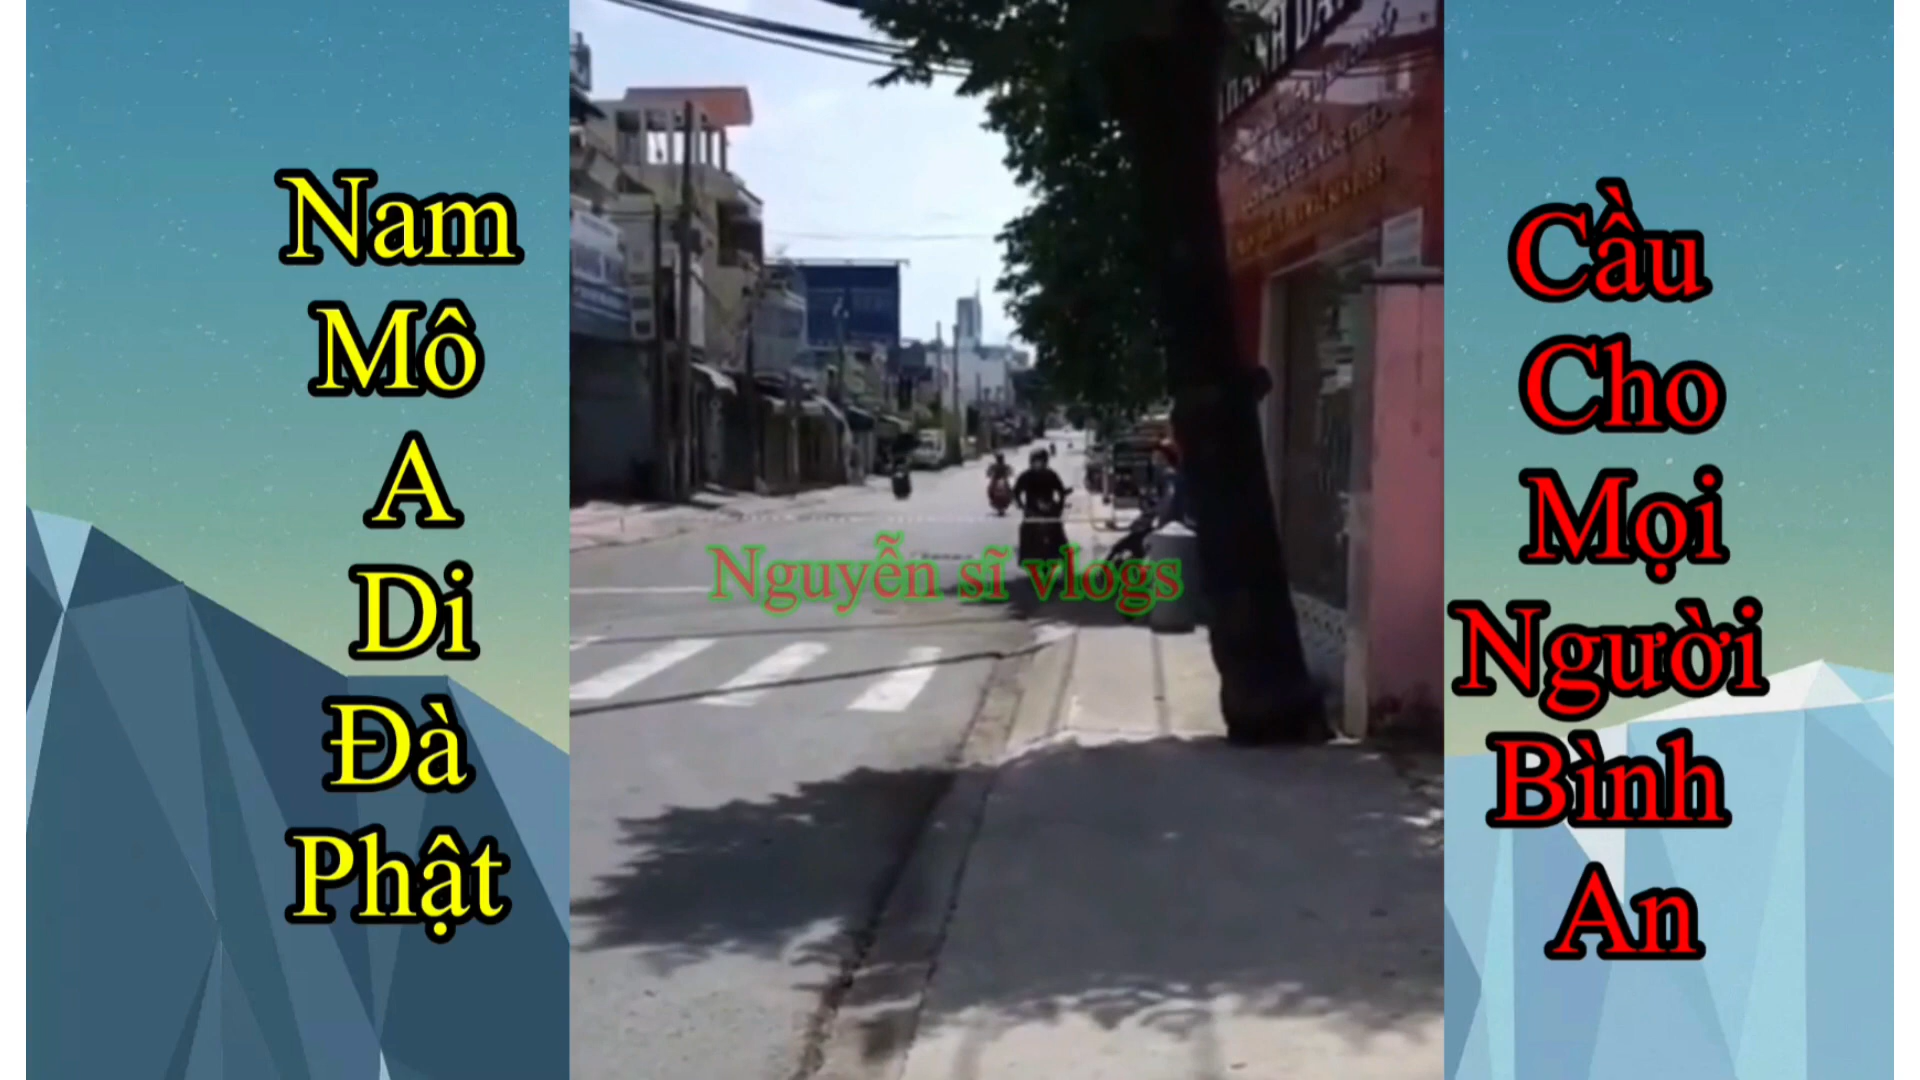 Nam
Mô
A
Di
Đà
Phật
Nguyễn sĩ vlogs
Cầu
Cho
Mọi
Người
Bình
An